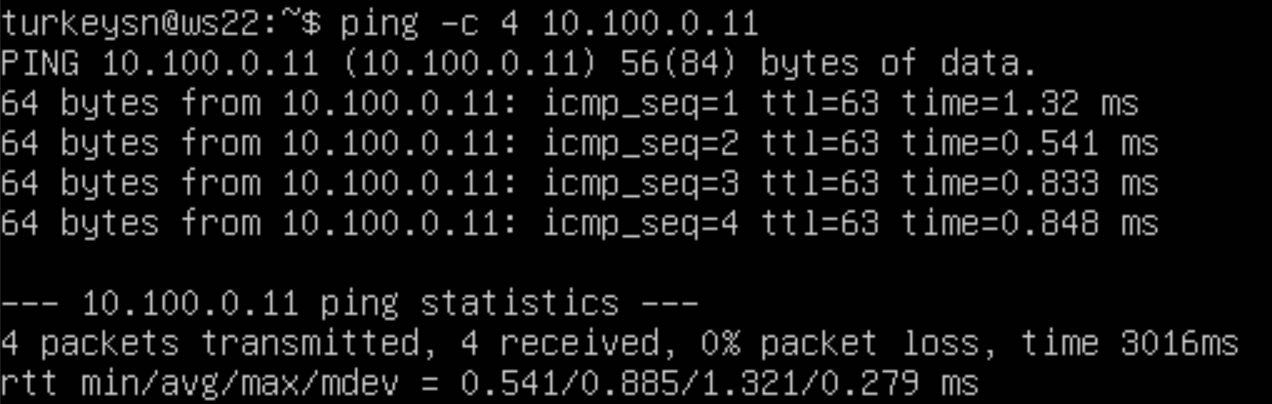 turkeysn@ws22:~$ ping -c 4 10.100.0.11
PING 10.100.0.11 (10.100.0.11) 56(84) bytes of data.
64 bytes from 10.100.0.11: icmp_seq=1 ttl=63 time=1.32 ms
64 bytes from 10.100.0.11: icmp_seq=2 ttl=63 time=0.541 ms
64 bytes from 10.100.0.11: icmp_seq=3 ttl=63 time=0.833 ms
64 bytes from 10.100.0.11: icmp_seq=4 ttl=63 time=0.848 ms

--- 10.100.0.11 ping statistics ---
4 packets transmitted, 4 received, 0% packet loss, time 3016ms
rtt min/avg/max/mdev = 0.541/0.885/1.321/0.279 ms